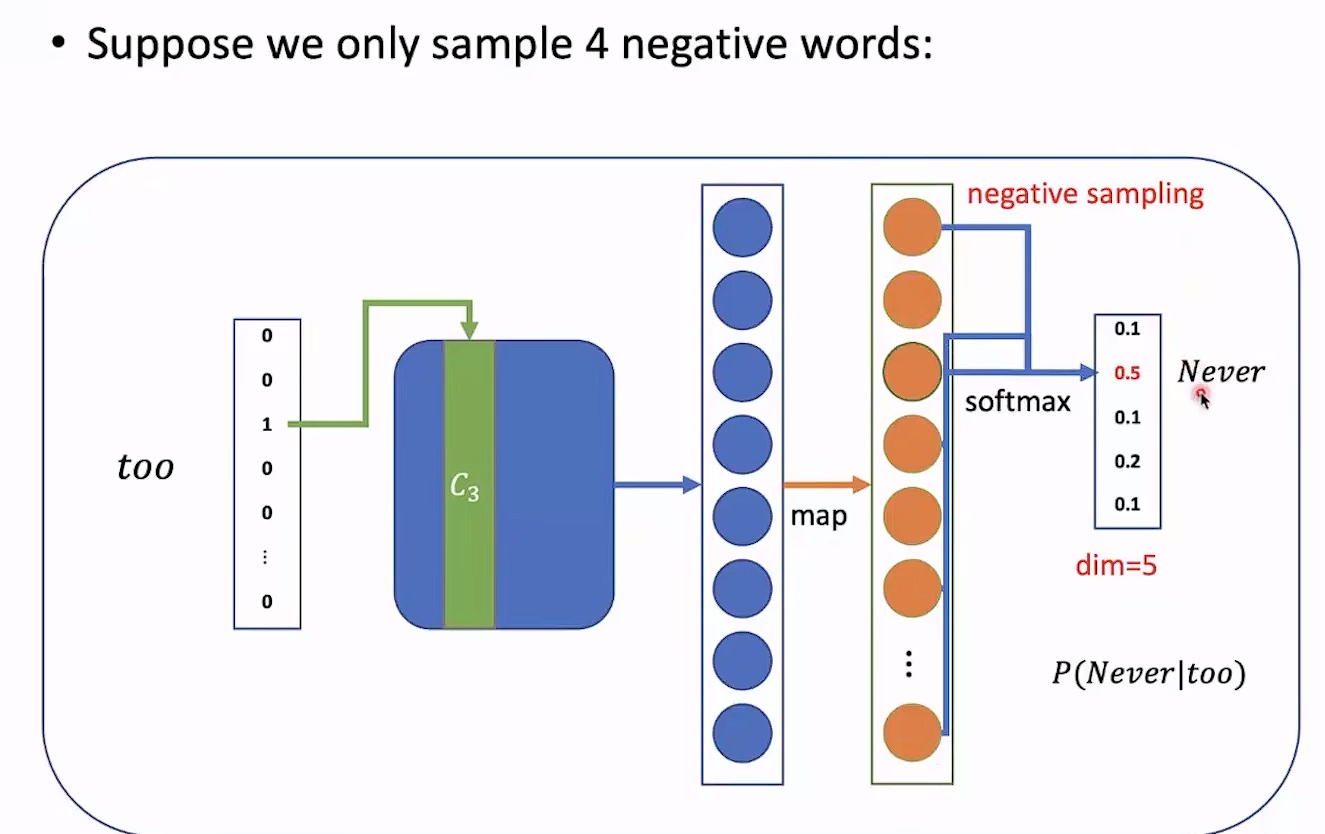 • Suppose we only sample 4 negative words:
negative sampling
too
0
0
1
0
0
⋮
0
C₃
map
⋮
softmax
0.1
0.5
0.1
0.2
0.1
Never
dim=5
P(Never|too)